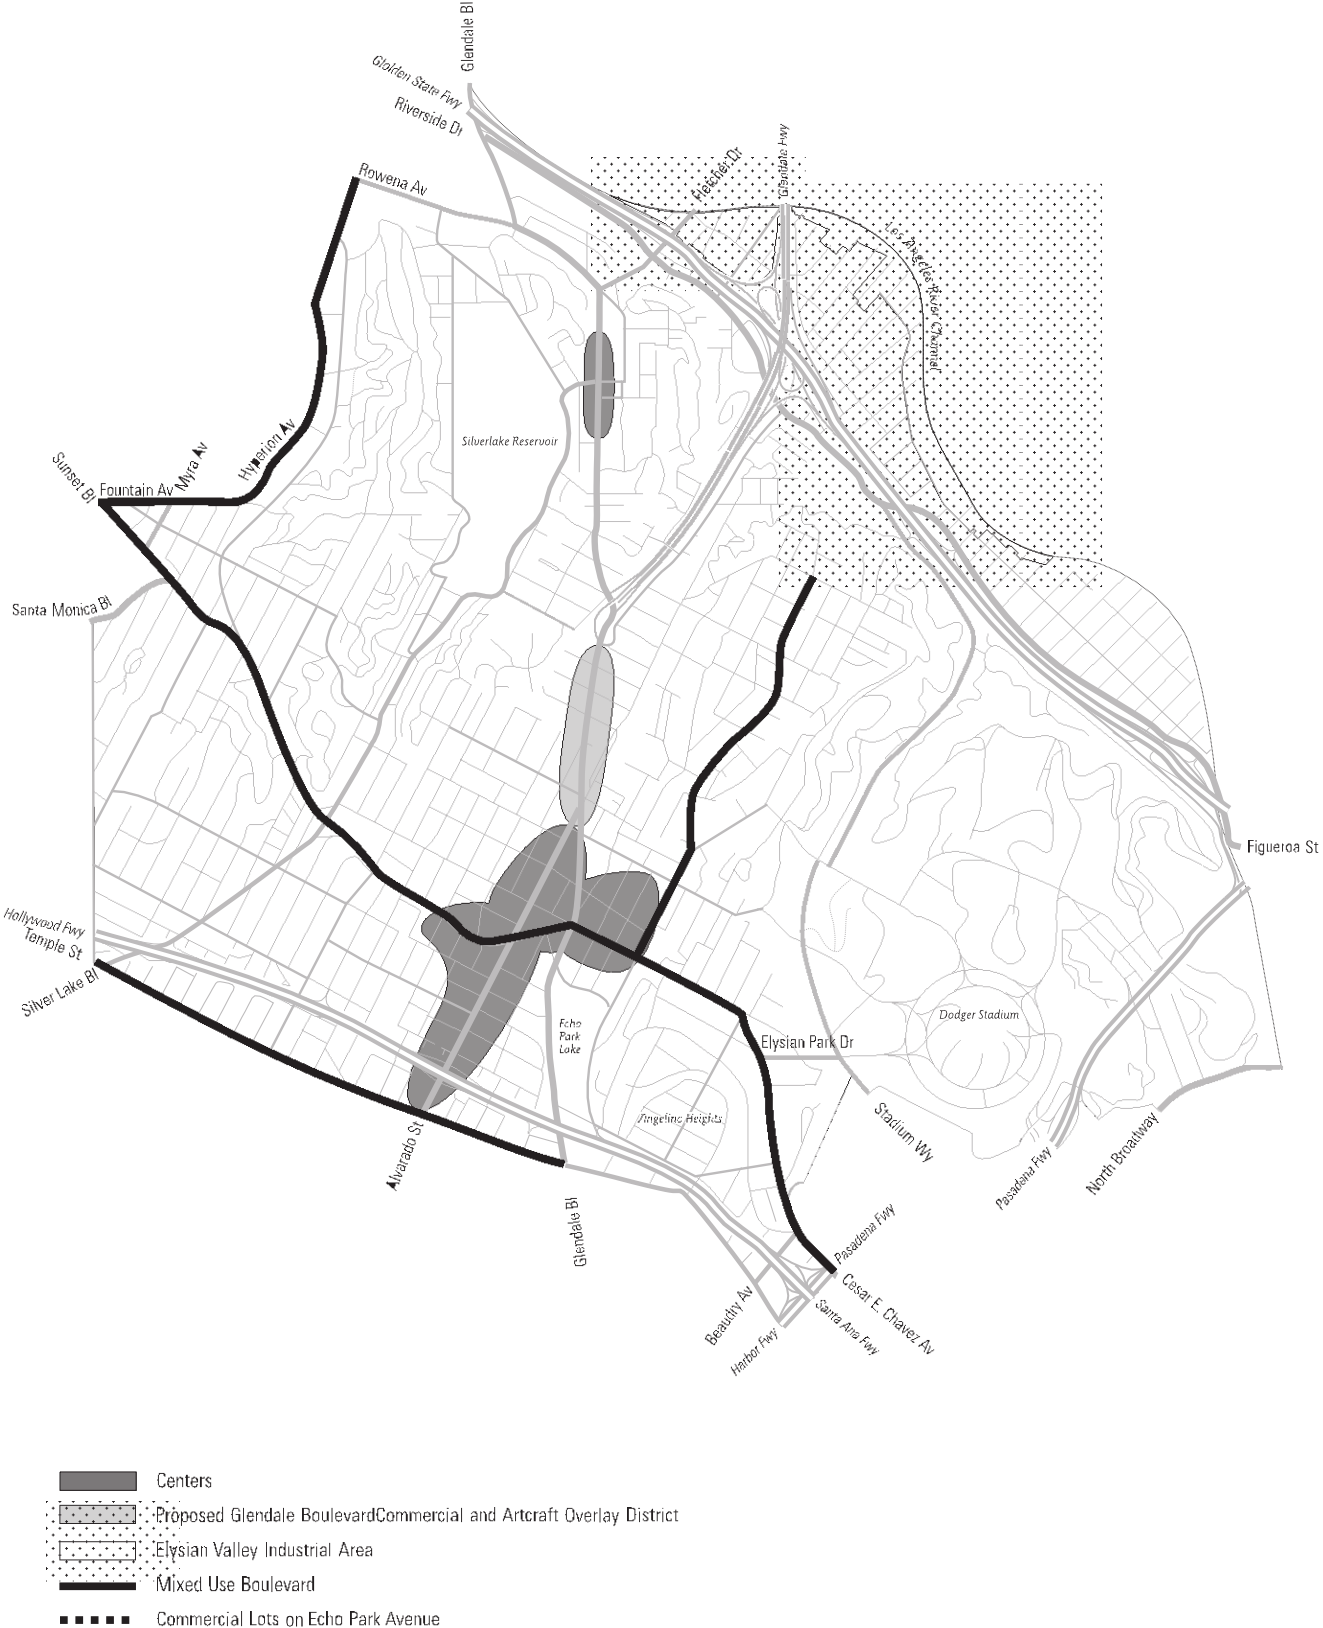 Glendale Bl
Glolden State Fwy
Riverside Dr
Rowena Av
Fletcher Dr
Glendale Fwy
Los Angeles River Channel
Silverlake Reservoir
Hyperion Av
Myra Av
Sunset Bl
Fountain Av
Santa Monica Bl
Figueroa St
Hollywood Fwy
Temple St
Silver Lake Bl
Echo
Park
Lake
Dodger Stadium
Elysian Park Dr
Angelino Heights
Alvarado St
Stadium Wy
Pasadena Fwy
North Broadway
Glendale Bl
Pasadena Fwy
Cesar E. Chavez Av
Santa Ana Fwy
Beaudry Av
Harbor Fwy
Centers
Proposed Glendale BoulevardCommercial and Artcraft Overlay District
Elysian Valley Industrial Area
Mixed Use Boulevard
Commercial Lots on Echo Park Avenue